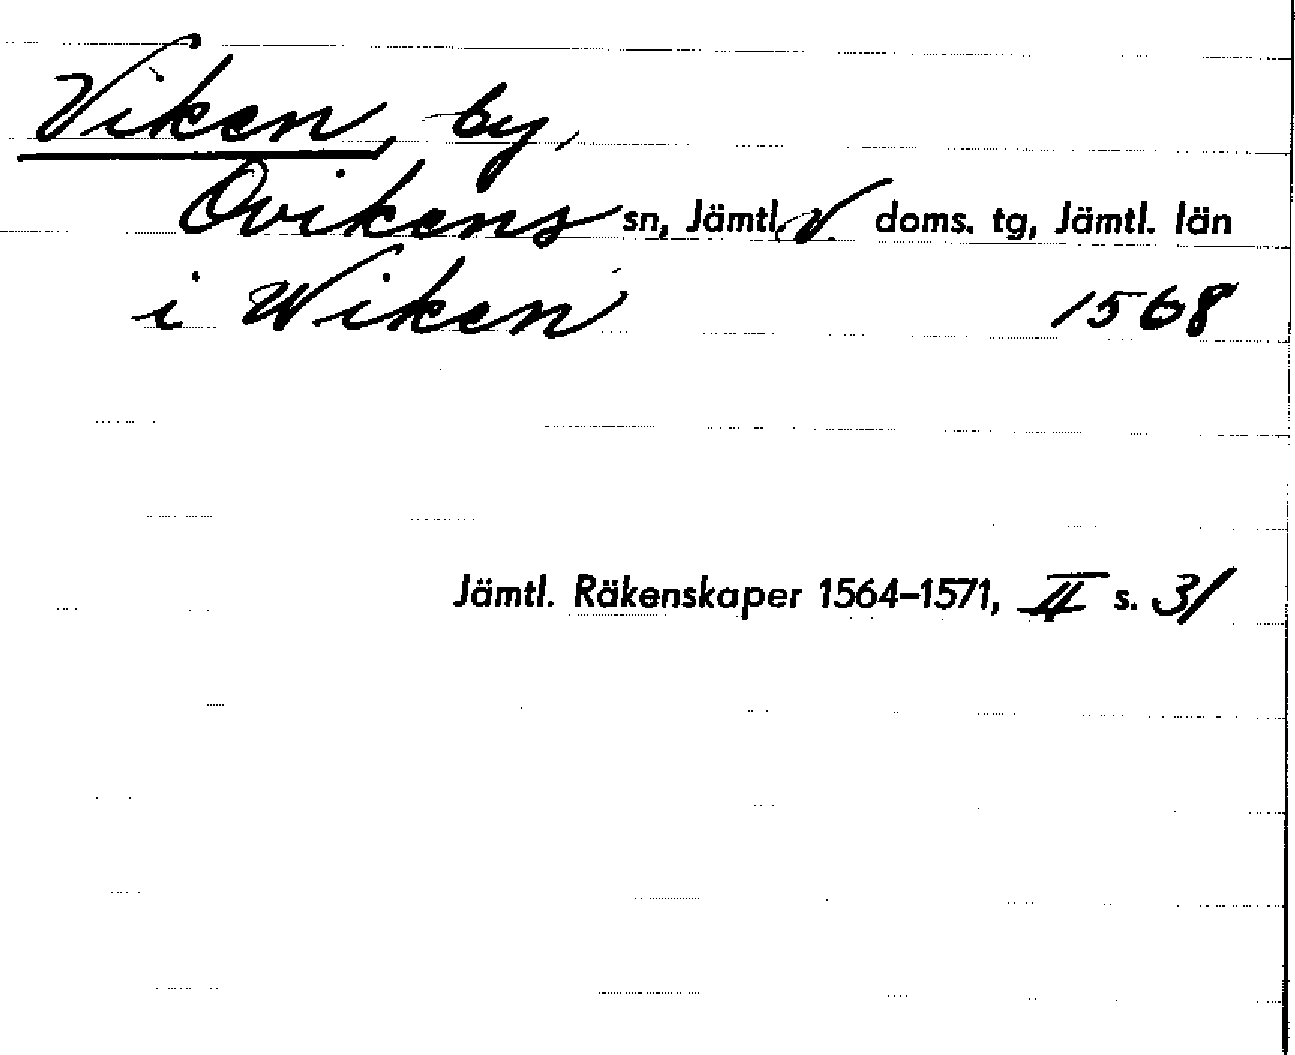 Viken, by,
Ovikens sn, Jämtl. V. doms. tg, Jämtl. län
i Wiken 1568
Jämtl. Räkenskaper 1564–1571, II s. 31